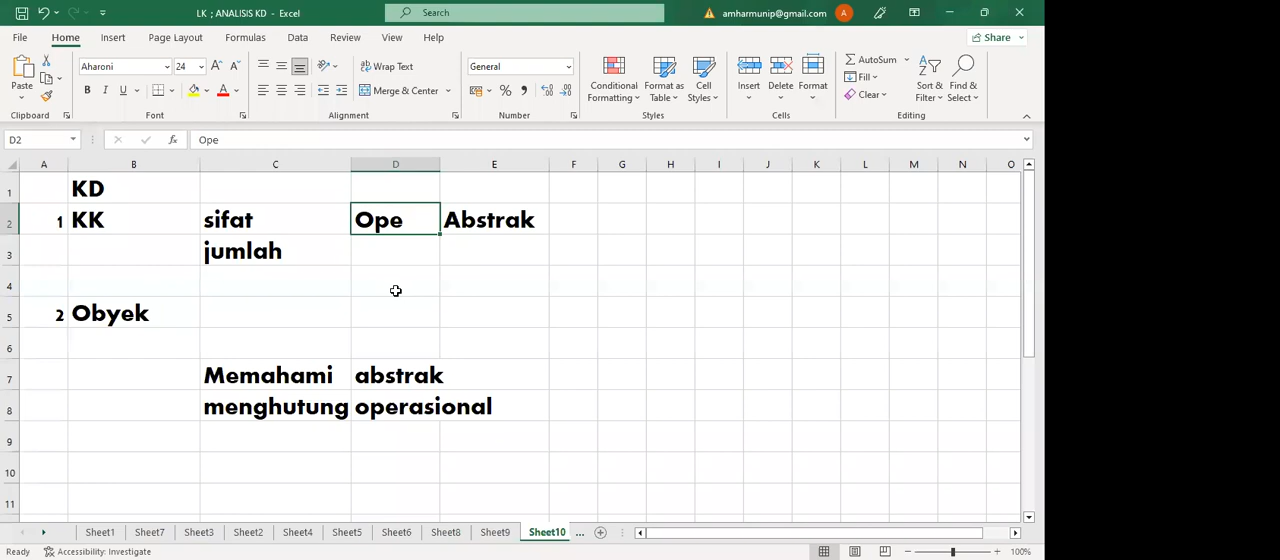 LK ; ANALISIS KD - Excel
Search
amharmunip@gmail.com
A
File Home Insert Page Layout Formulas Data Review View Help
Share
Paste
Clipboard
Aharoni 24
B I U
Font
Wrap Text
Merge & Center
Alignment
General
$ % 9
Number
Conditional Formatting
Format as Table
Cell Styles
Styles
Insert Delete Format
Cells
AutoSum
Fill
Clear
Sort & Filter
Find & Select
Editing
D2 fx Ope
A B C D E F G H I J K L M N O
1 KD
2 1 KK sifat Ope Abstrak
3 jumlah
4
5 2 Obyek
6
7 Memahami abstrak
8 menghutung operasional
9
10
11
Sheet1 Sheet7 Sheet3 Sheet2 Sheet4 Sheet5 Sheet6 Sheet8 Sheet9 Sheet10 ...
Ready Accessibility: Investigate 100%